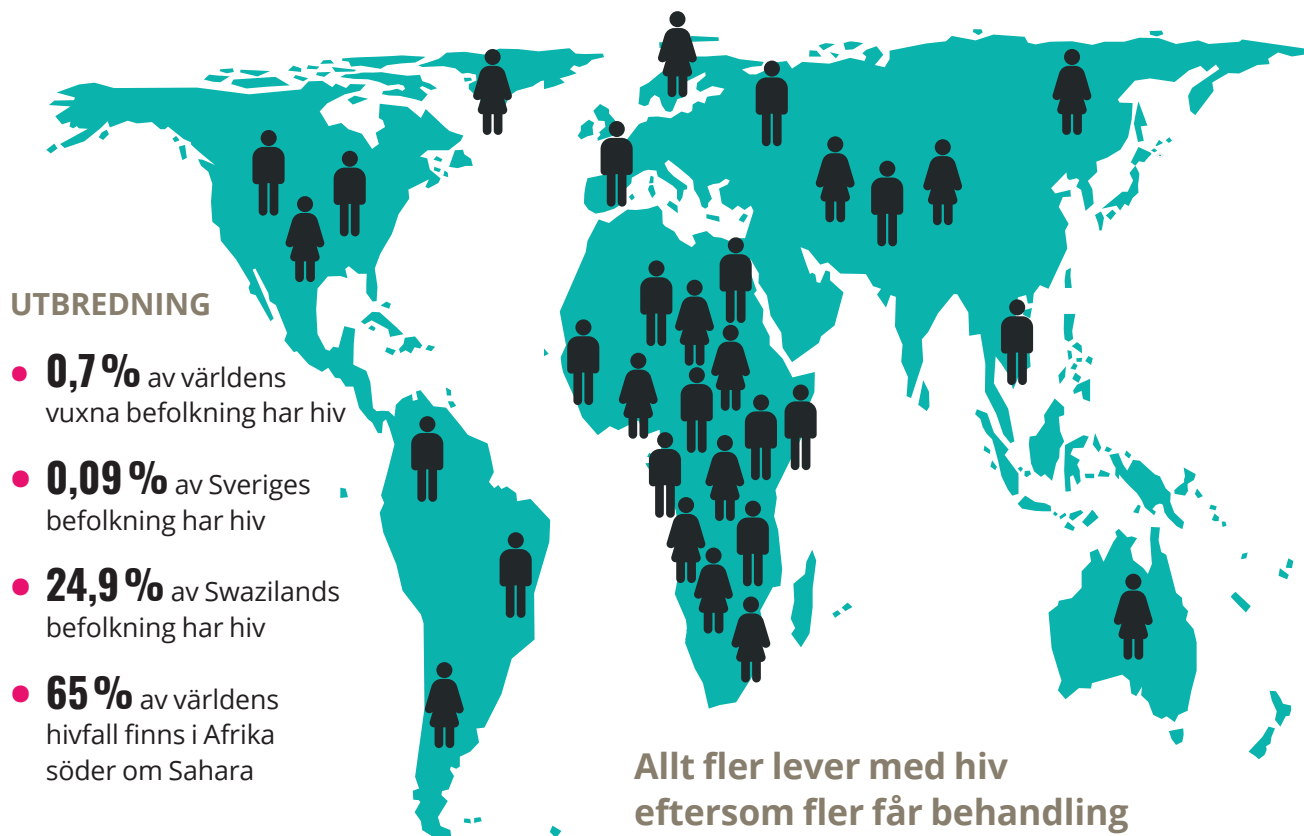 UTBREDNING
• 0,7 % av världens
vuxna befolkning har hiv
• 0,09 % av Sveriges
befolkning har hiv
• 24,9 % av Swazilands
befolkning har hiv
• 65 % av världens
hivfall finns i Afrika
söder om Sahara
Allt fler lever med hiv
eftersom fler får behandling